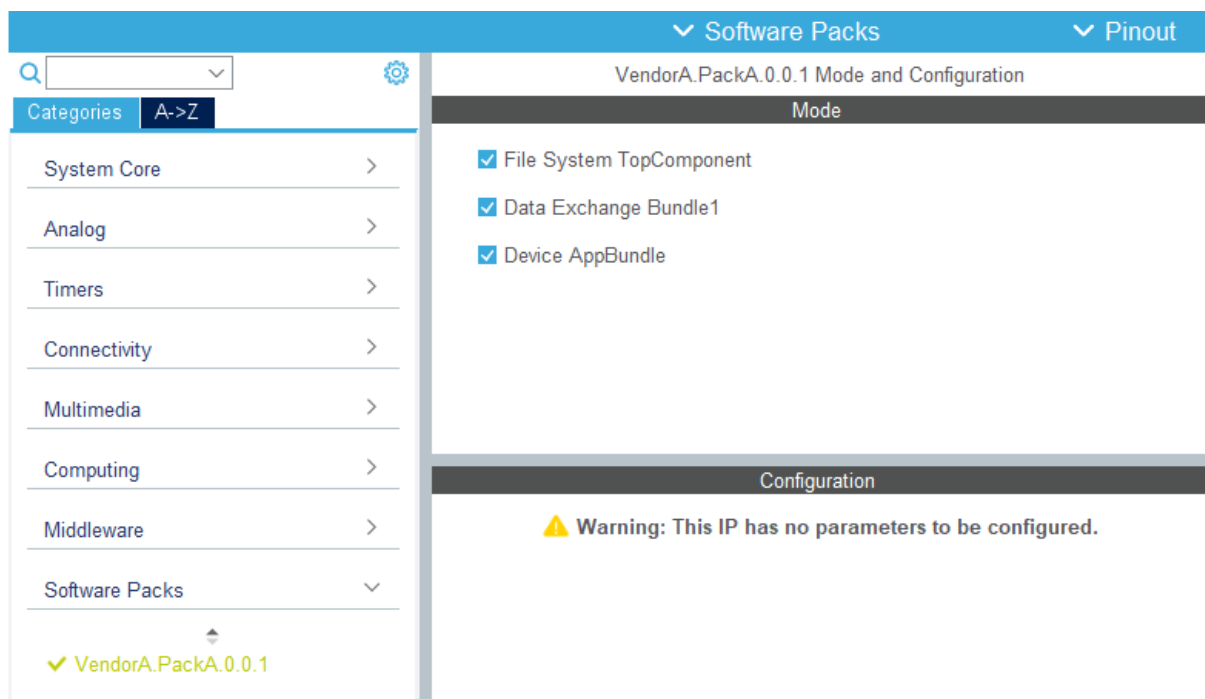 Software Packs
Pinout
Categories
A->Z
System Core
Analog
Timers
Connectivity
Multimedia
Computing
Middleware
Software Packs
VendorA.PackA.0.0.1
VendorA.PackA.0.0.1 Mode and Configuration
Mode
File System TopComponent
Data Exchange Bundle1
Device AppBundle
Configuration
Warning: This IP has no parameters to be configured.